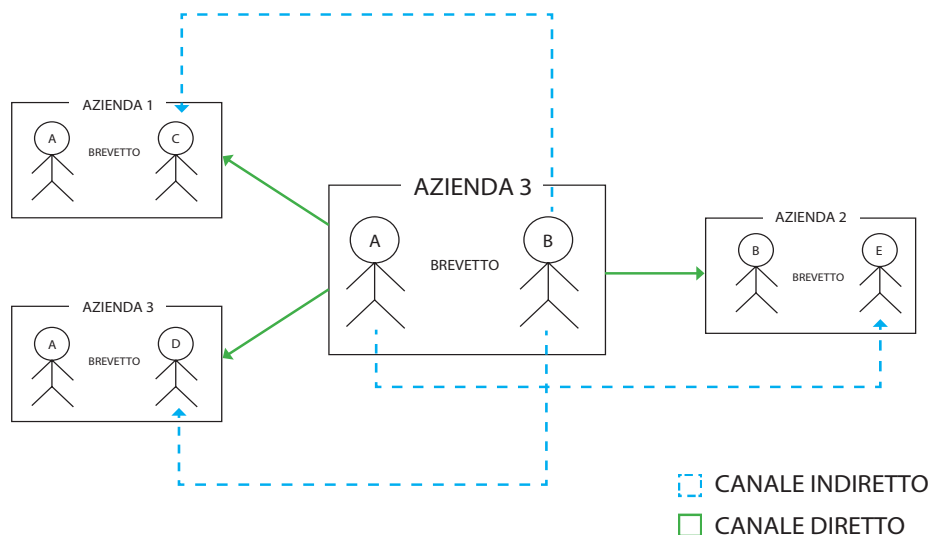 AZIENDA 1
A
BREVETTO
C
AZIENDA 3
A
BREVETTO
B
AZIENDA 2
B
BREVETTO
E
AZIENDA 3
A
BREVETTO
D
CANALE INDIRETTO
CANALE DIRETTO